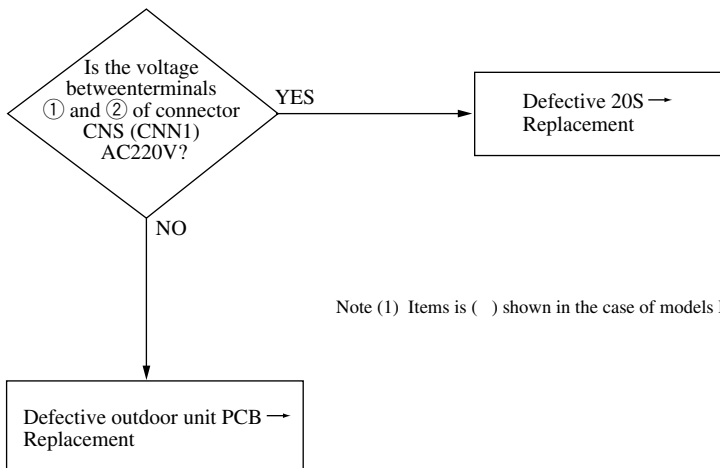 Is the voltage
betweenterminals
① and ② of connector
CNS (CNN1)
AC220V?
YES
Defective 20S →
Replacement
NO
Note (1) Items is ( ) shown in the case of models
Defective outdoor unit PCB →
Replacement